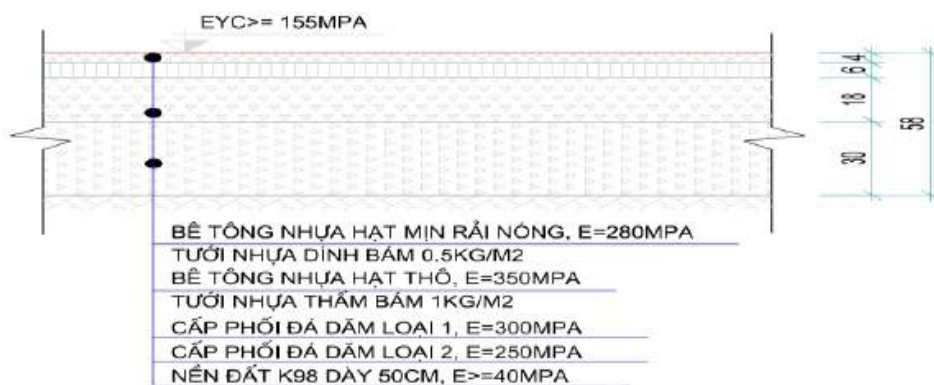 EYC>= 155MPA
4
6
18
30
58
BÊ TÔNG NHỰA HẠT MỊN RẢI NÓNG, E=280MPA
TƯỚI NHỰA DÍNH BÁM 0.5KG/M2
BÊ TÔNG NHỰA HẠT THÔ, E=350MPA
TƯỚI NHỰA THẤM BÁM 1KG/M2
CẤP PHỐI ĐÁ DĂM LOẠI 1, E=300MPA
CẤP PHỐI ĐÁ DĂM LOẠI 2, E=250MPA
NỀN ĐẤT K98 DÀY 50CM, E>=40MPA